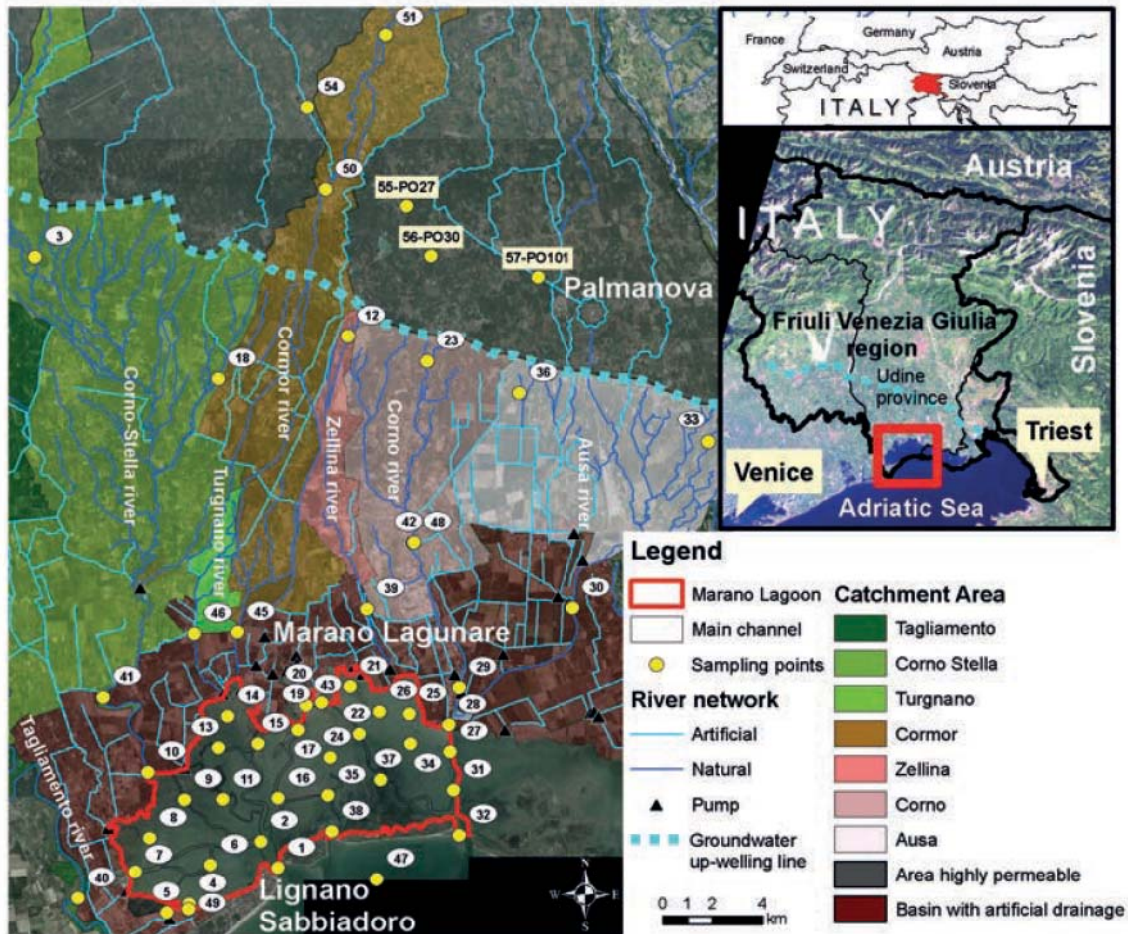 51
54
50
55-PO27
56-PO30
57-PO101
Palmanova
3
12
23
18
36
33
Corno-Stella river
Cormor river
Turgnano river
Zellina river
Corno river
Ausa river
42
48
39
30
46
45
Marano Lagunare
41
20
21
29
14
19
43
26
25
28
13
15
22
27
10
17
24
9
11
16
35
37
34
31
8
2
38
32
7
6
1
40
5
4
49
47
Tagliamento river
Lignano
Sabbiadoro
N
W
E
S
France
Germany
Austria
Switzerland
Slovenia
ITALY
Austria
ITALY
Slovenia
V
Friuli Venezia Giulia
region
Udine
province
Triest
Venice
Adriatic Sea
Legend
Marano Lagoon
Main channel
Sampling points
River network
Artificial
Natural
Pump
Groundwater
up-welling line
0 2 4
km
Catchment Area
Tagliamento
Corno Stella
Turgnano
Cormor
Zellina
Corno
Ausa
Area highly permeable
Basin with artificial drainage